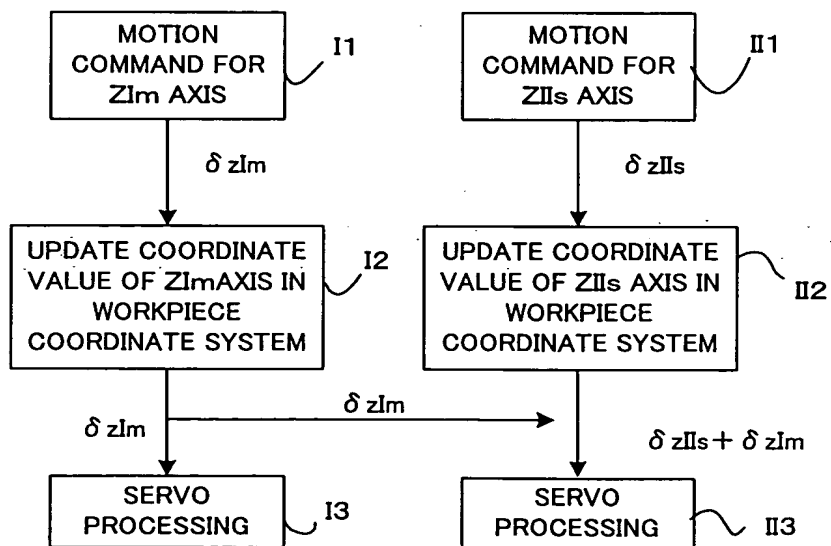 MOTION
COMMAND FOR
ZIm AXIS
I1
MOTION
COMMAND FOR
ZIIs AXIS
II1
δ zIm
δ zIIs
UPDATE COORDINATE
VALUE OF ZImAXIS IN
WORKPIECE
COORDINATE SYSTEM
I2
UPDATE COORDINATE
VALUE OF ZIIs AXIS IN
WORKPIECE
COORDINATE SYSTEM
II2
δ zIm
δ zIm
δ zIIs + δ zIm
SERVO
PROCESSING
I3
SERVO
PROCESSING
II3